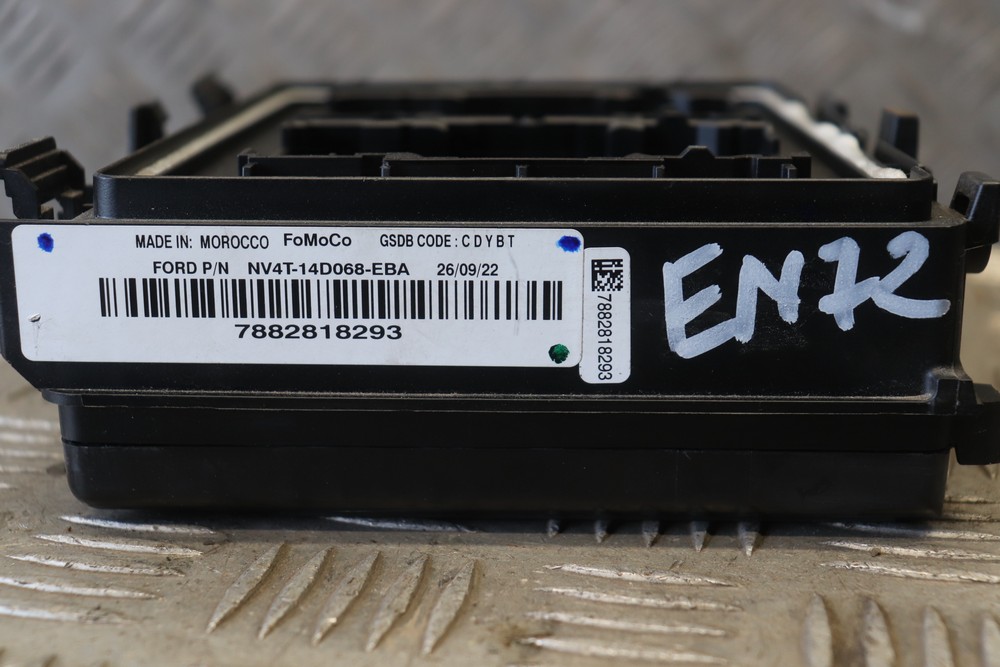 MADE IN: MOROCCO FoMoCo GSDB CODE: C D Y B T
FORD P/N NV4T-14D068-EBA 26/09/22
7882818293
7882818293
EN72